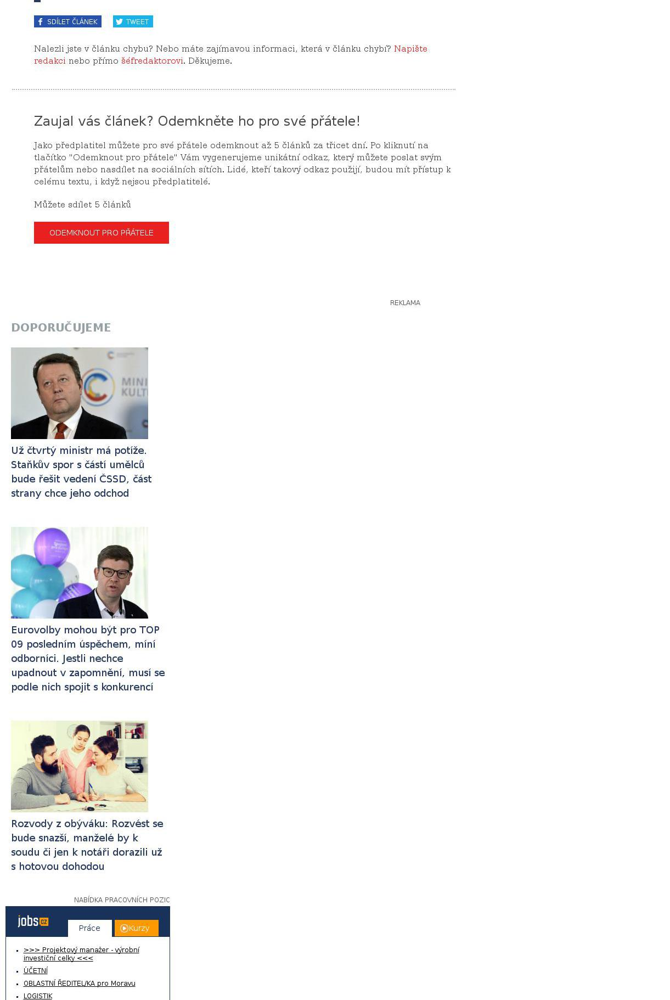 SDÍLET ČLÁNEK
TWEET
Nalezli jste v článku chybu? Nebo máte zajímavou informaci, která v článku chybí? Napište
redakci nebo přímo šéfredaktorovi. Děkujeme.
Zaujal vás článek? Odemkněte ho pro své přátele!
Jako předplatitel můžete pro své přátele odemknout až 5 článků za třicet dní. Po kliknutí na
tlačítko "Odemknout pro přátele" Vám vygenerujeme unikátní odkaz, který můžete poslat svým
přátelům nebo nasdílet na sociálních sítích. Lidé, kteří takový odkaz použijí, budou mít přístup k
celému textu, i když nejsou předplatitelé.
Můžete sdílet 5 článků
ODEMKNOUT PRO PŘÁTELE
REKLAMA
DOPORUČUJEME
MINI
KULT
Už čtvrtý ministr má potíže.
Staňkův spor s částí umělců
bude řešit vedení ČSSD, část
strany chce jeho odchod
Eurovolby mohou být pro TOP
09 posledním úspěchem, míní
odborníci. Jestli nechce
upadnout v zapomnění, musí se
podle nich spojit s konkurencí
Rozvody z obýváku: Rozvést se
bude snazší, manželé by k
soudu či jen k notáři dorazili už
s hotovou dohodou
NABÍDKA PRACOVNÍCH POZIC
jobs cz
Práce
Kurzy
>>> Projektový manažer - výrobní
investiční celky <<<
ÚČETNÍ
OBLASTNÍ ŘEDITEL/KA pro Moravu
LOGISTIK